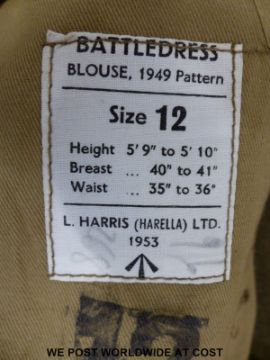 BATTLEDRESS
BLOUSE, 1949 Pattern
Size 12
Height 5' 9" to 5' 10"
Breast ... 40" to 41"
Waist ... 35" to 36"
L. HARRIS (HARELLA) LTD.
1953
WE POST WORLDWIDE AT COST